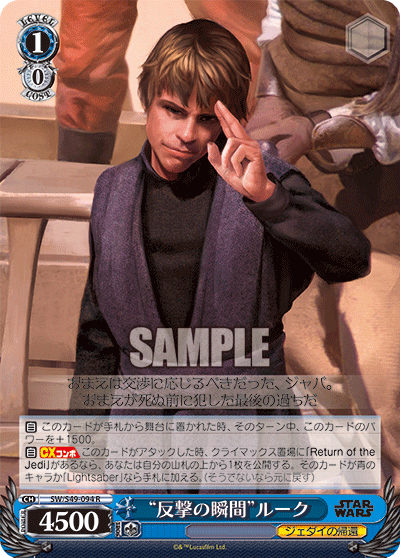 LEVEL
1
0
COST
SAMPLE
おまえは交渉に応じるべきだった、ジャバ。
おまえが死ぬ前に犯した最後の過ちだ
このカードが手札から舞台に置かれた時、そのターン中、このカードのパワーを+1500。
CXコンボ このカードがアタックした時、クライマックス置場に「Return of the
Jedi」があるなら、あなたは自分の山札の上から1枚を公開する。そのカードが青の
キャラか「Lightsaber」なら手札に加える。(そうでないなら元に戻す)
CH SW/S49-094 R
POWER
4500
“反撃の瞬間”ルーク
STAR
WARS
ジェダイの帰還
©&™Lucasfilm Ltd.